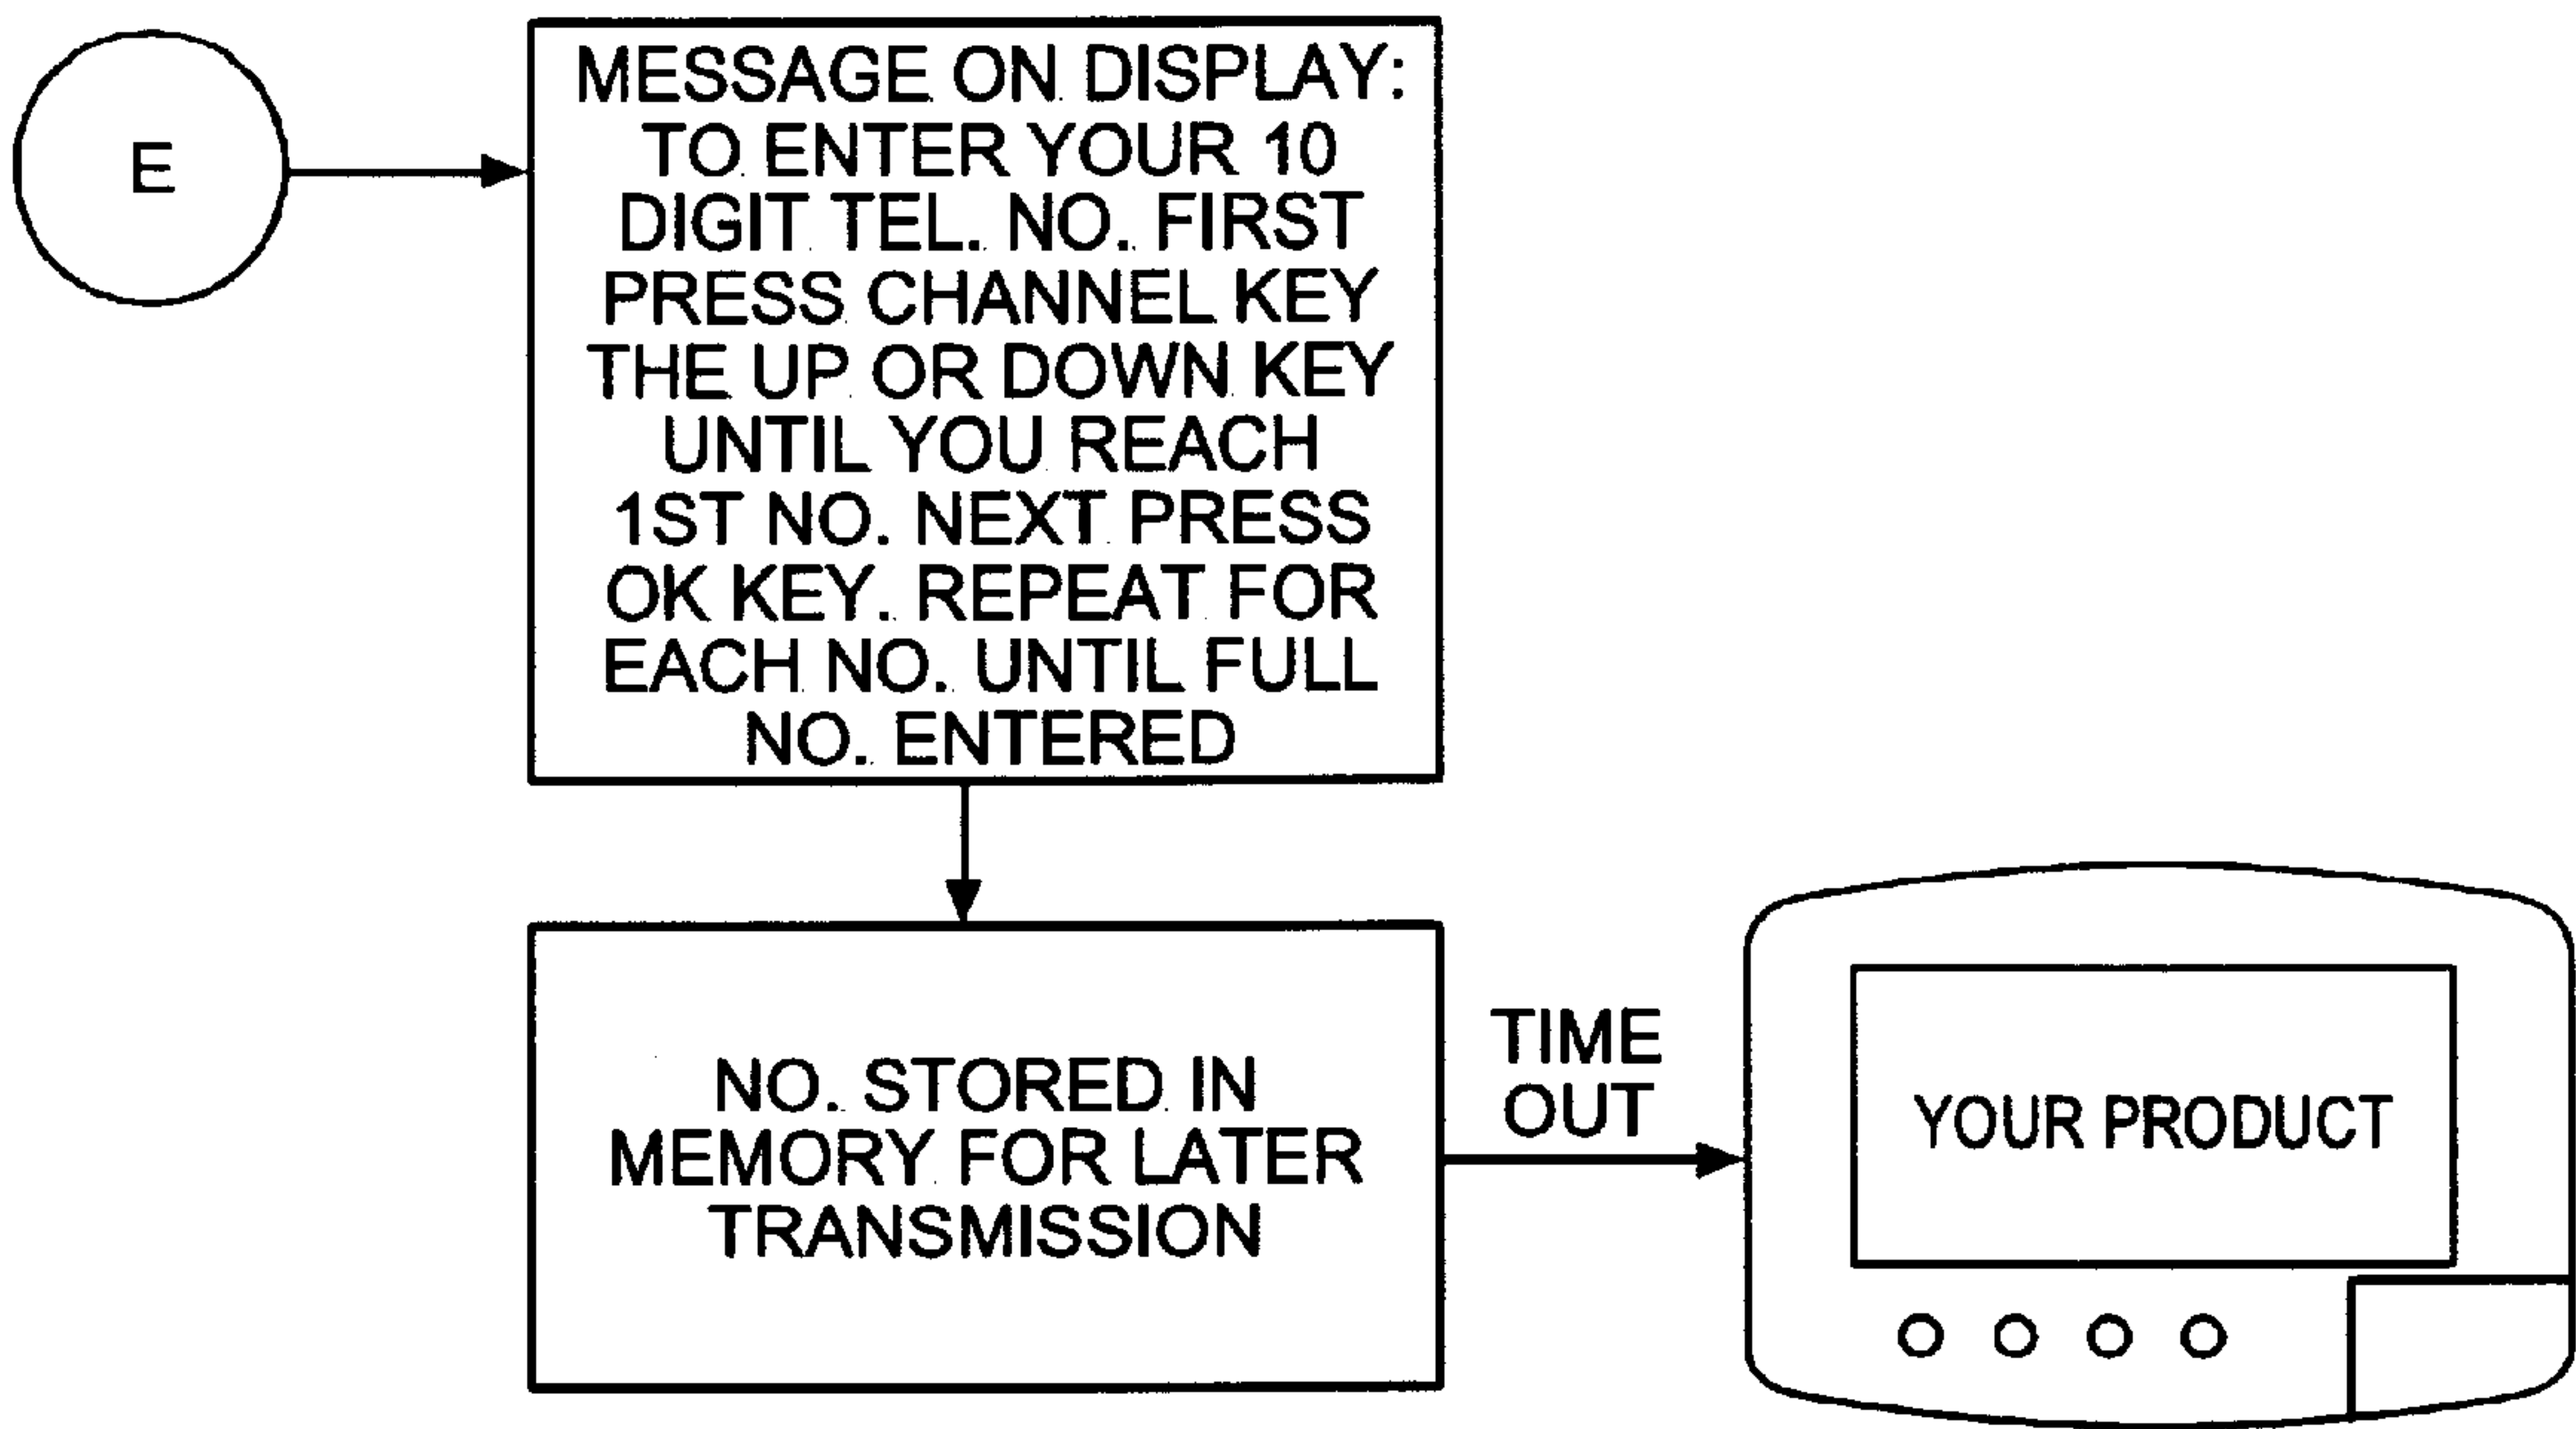 E
MESSAGE ON DISPLAY:
TO ENTER YOUR 10
DIGIT TEL. NO. FIRST
PRESS CHANNEL KEY
THE UP OR DOWN KEY
UNTIL YOU REACH
1ST NO. NEXT PRESS
OK KEY. REPEAT FOR
EACH NO. UNTIL FULL
NO. ENTERED
NO. STORED IN
MEMORY FOR LATER
TRANSMISSION
TIME
OUT
YOUR PRODUCT